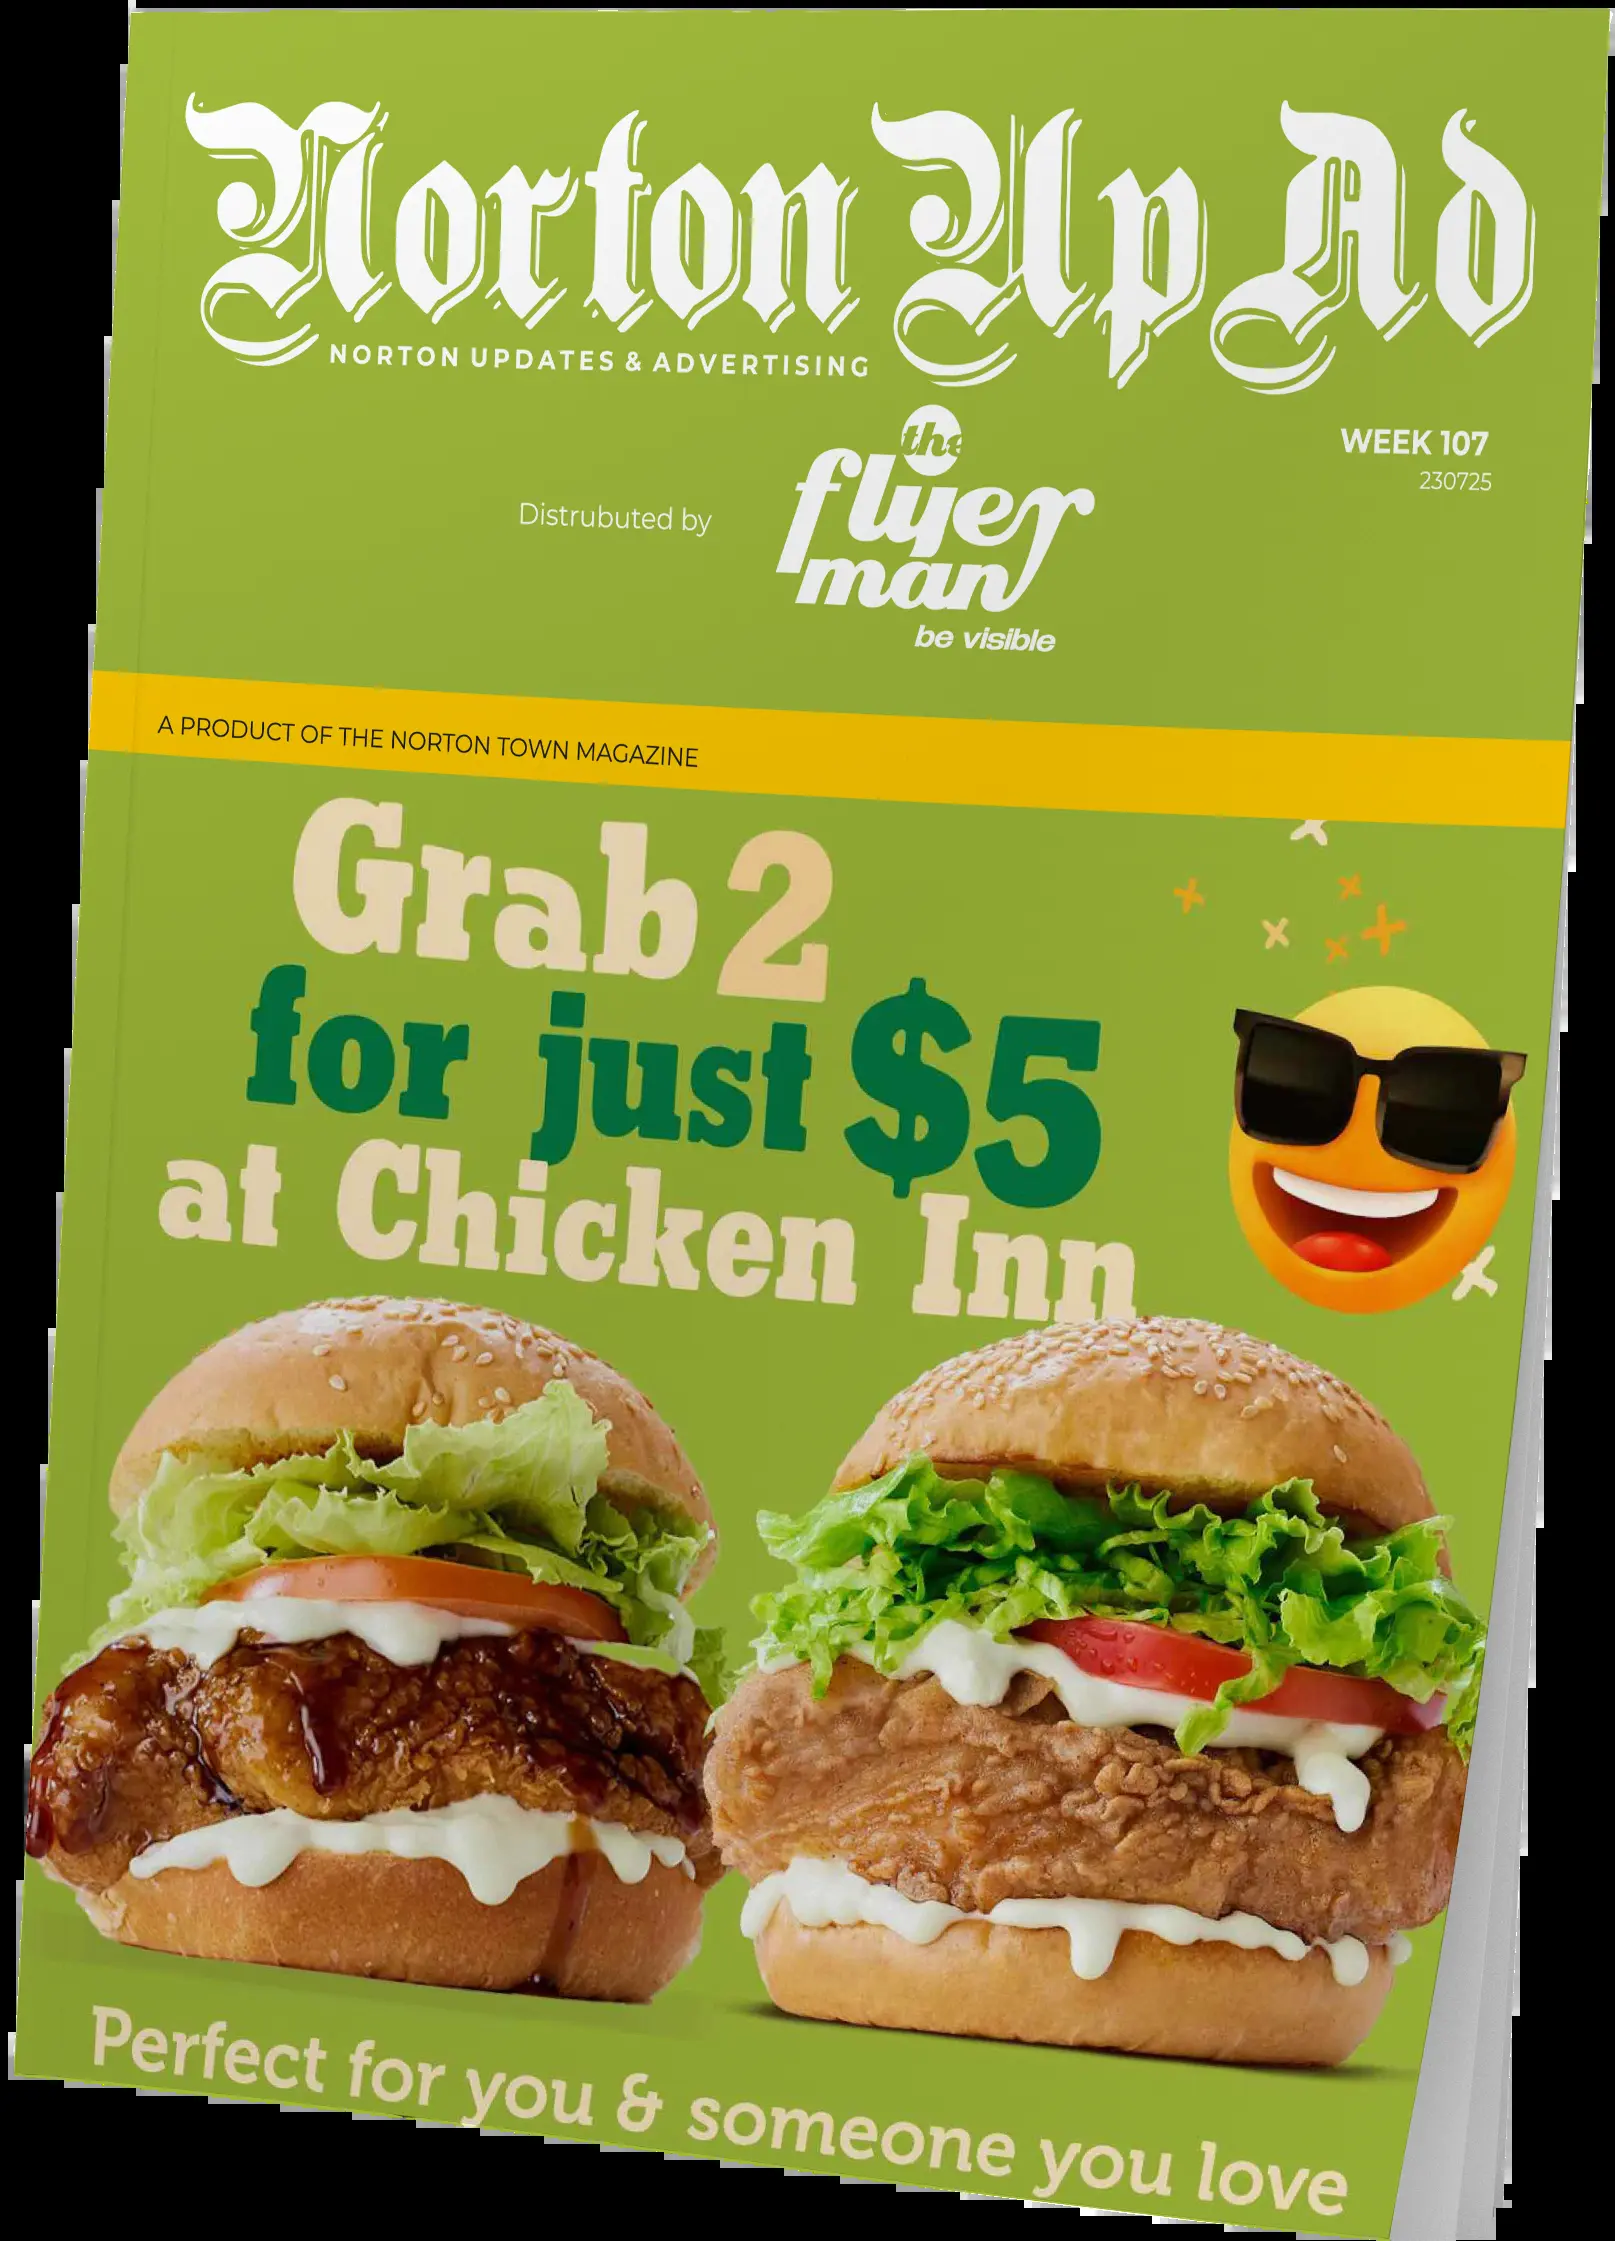 Norton Up Ad
NORTON UPDATES & ADVERTISING
WEEK 107
230725
Distrubuted by
the
flyer
man
be visible
A PRODUCT OF THE NORTON TOWN MAGAZINE
Grab 2
for just $5
at Chicken Inn
Perfect for you & someone you love